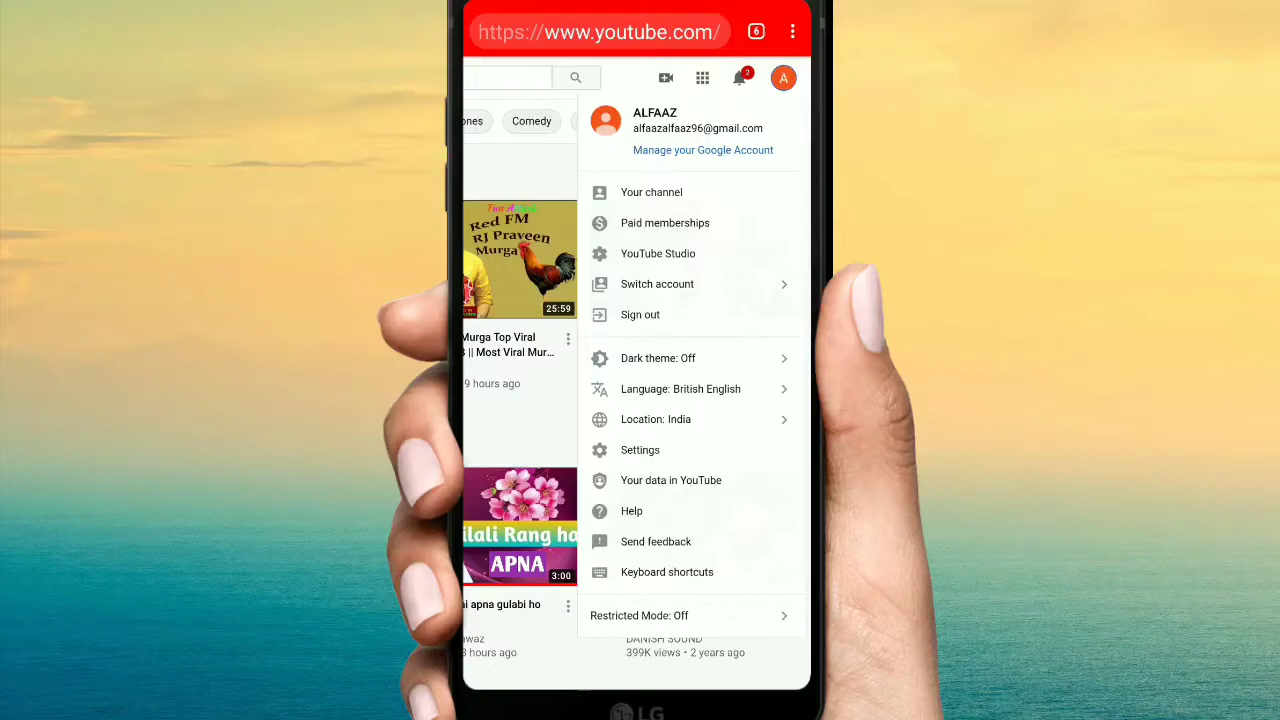 https://www.youtube.com/
6
2
A
ones
Comedy
ALFAAZ
alfaazalfaaz96@gmail.com
Manage your Google Account
Your channel
Paid memberships
YouTube Studio
Switch account
Sign out
Dark theme: Off
Language: British English
Location: India
Settings
Your data in YouTube
Help
Send feedback
Keyboard shortcuts
Restricted Mode: Off
Red FM
RJ Praveen
Murga
25:59
Murga Top Viral
|| Most Viral Mur...
9 hours ago
ilali Rang ha
APNA
3:00
ni apna gulabi ho
awaz
hours ago
DANISH SOUND
399K views • 2 years ago
LG